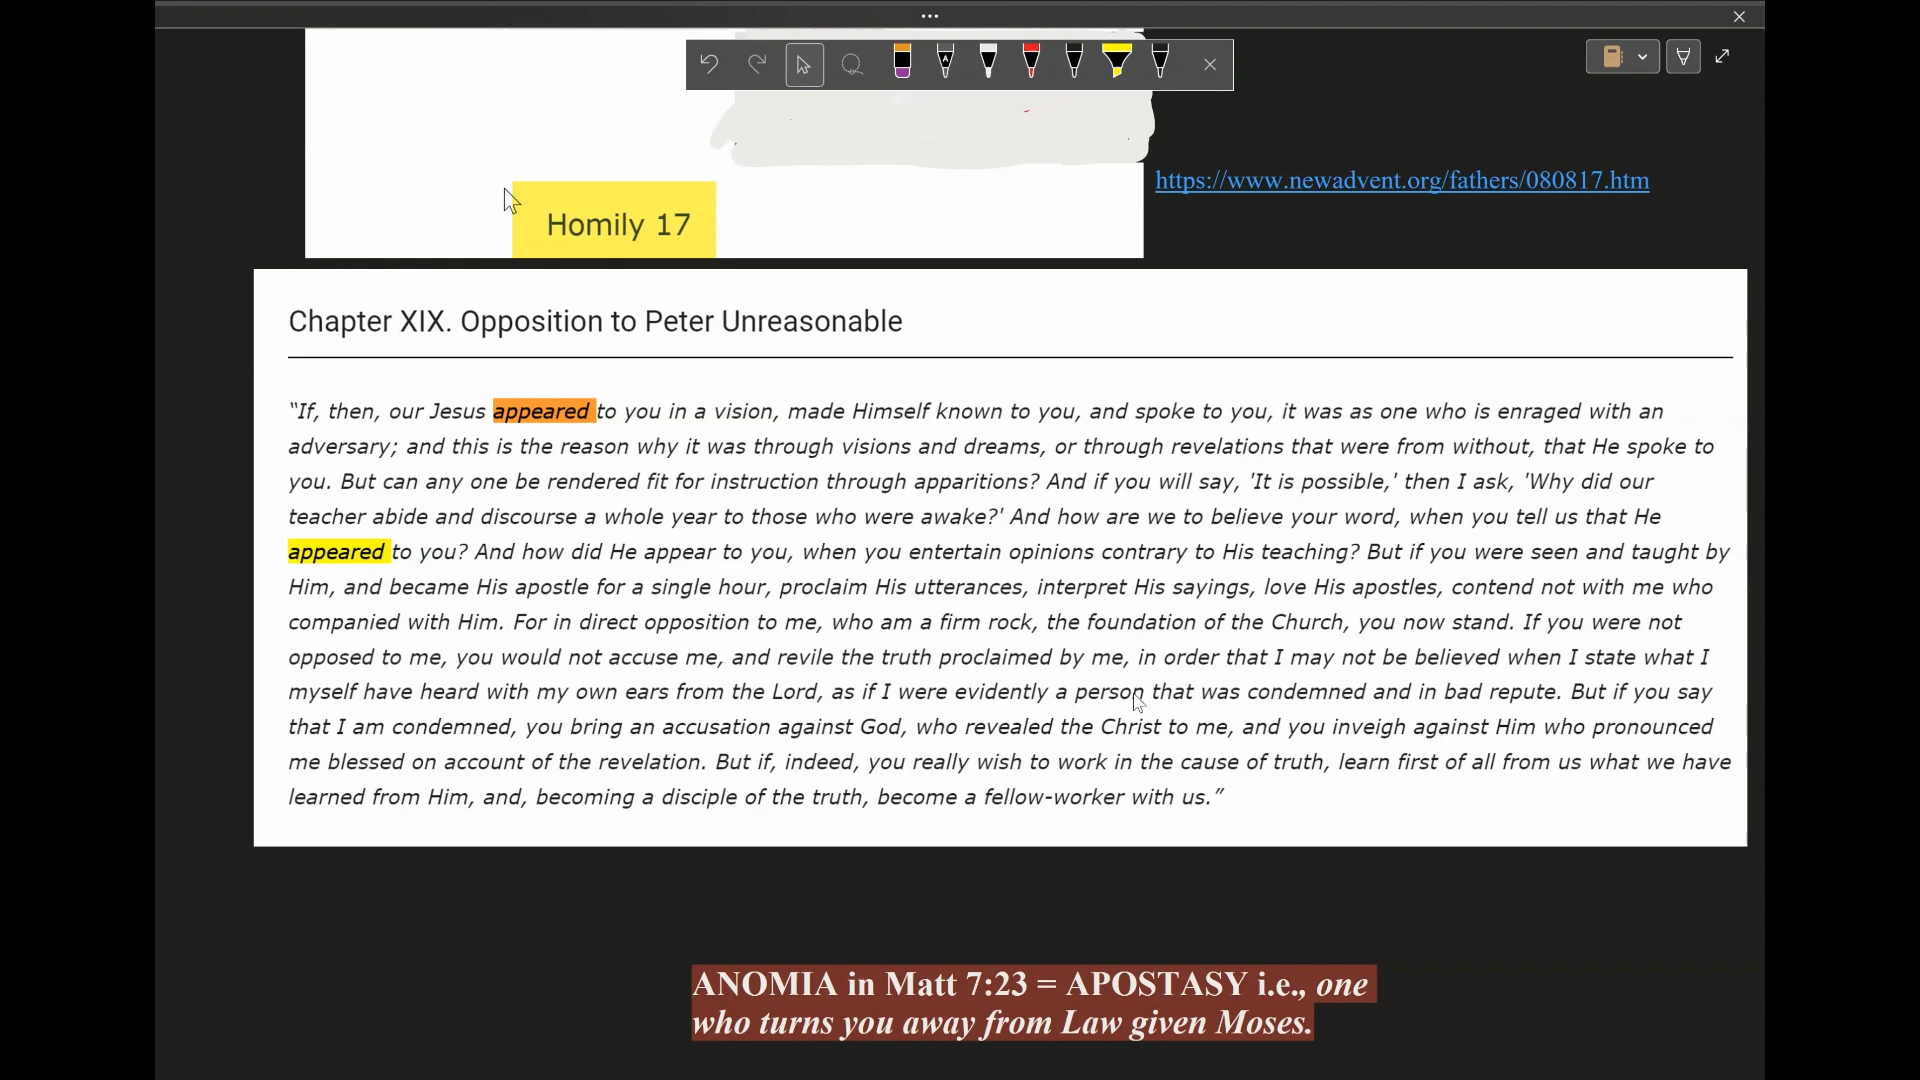 https://www.newadvent.org/fathers/080817.htm
Homily 17
Chapter XIX. Opposition to Peter Unreasonable
“If, then, our Jesus appeared to you in a vision, made Himself known to you, and spoke to you, it was as one who is enraged with an
adversary; and this is the reason why it was through visions and dreams, or through revelations that were from without, that He spoke to
you. But can any one be rendered fit for instruction through apparitions? And if you will say, 'It is possible,' then I ask, 'Why did our
teacher abide and discourse a whole year to those who were awake?' And how are we to believe your word, when you tell us that He
appeared to you? And how did He appear to you, when you entertain opinions contrary to His teaching? But if you were seen and taught by
Him, and became His apostle for a single hour, proclaim His utterances, interpret His sayings, love His apostles, contend not with me who
companied with Him. For in direct opposition to me, who am a firm rock, the foundation of the Church, you now stand. If you were not
opposed to me, you would not accuse me, and revile the truth proclaimed by me, in order that I may not be believed when I state what I
myself have heard with my own ears from the Lord, as if I were evidently a person that was condemned and in bad repute. But if you say
that I am condemned, you bring an accusation against God, who revealed the Christ to me, and you inveigh against Him who pronounced
me blessed on account of the revelation. But if, indeed, you really wish to work in the cause of truth, learn first of all from us what we have
learned from Him, and, becoming a disciple of the truth, become a fellow-worker with us.”
ANOMIA in Matt 7:23 = APOSTASY i.e., one
who turns you away from Law given Moses.